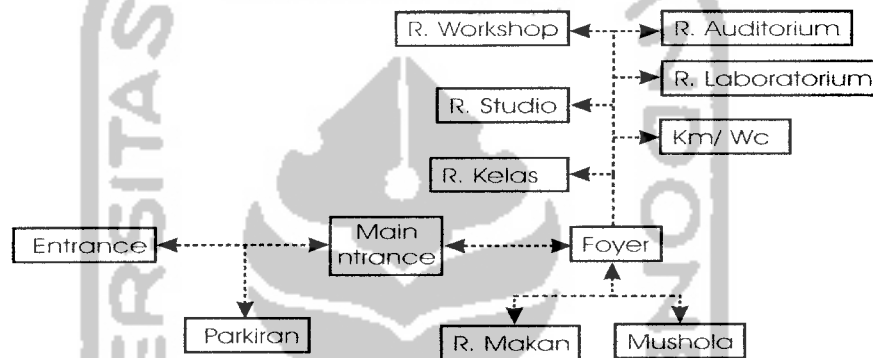 R. Workshop
R. Auditorium
R. Laboratorium
R. Studio
Km/ Wc
R. Kelas
Entrance
Main
ntrance
Foyer
Parkiran
R. Makan
Mushola